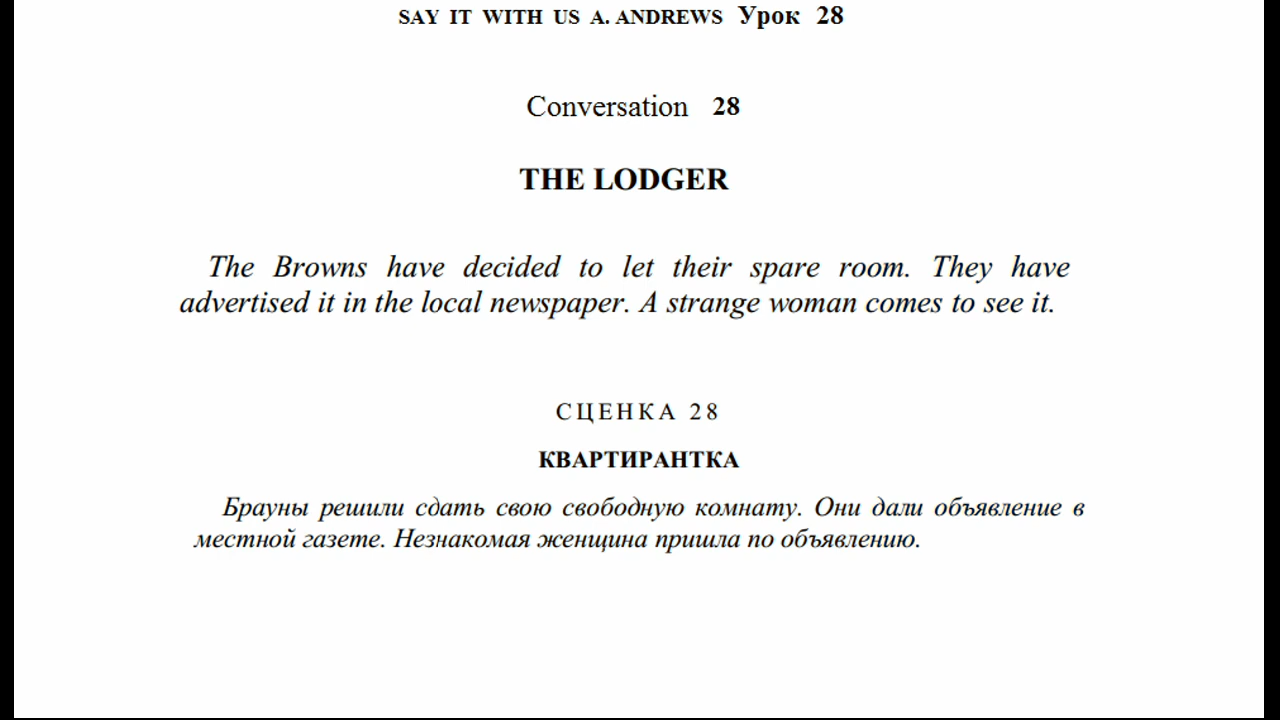 SAY IT WITH US A. ANDREWS Урок 28
Conversation 28
THE LODGER
The Browns have decided to let their spare room. They have
advertised it in the local newspaper. A strange woman comes to see it.
СЦЕНКА 28
КВАРТИРАНТКА
Брауны решили сдать свою свободную комнату. Они дали объявление в
местной газете. Незнакомая женщина пришла по объявлению.